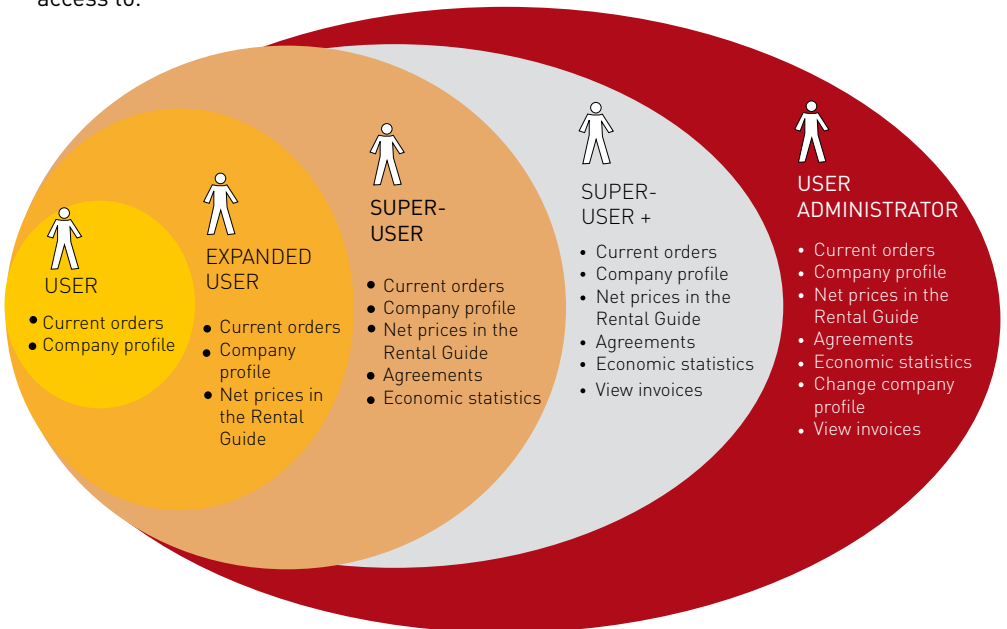 access to:
USER
• Current orders
• Company profile
EXPANDED
USER
• Current orders
• Company
profile
• Net prices in
the Rental
Guide
SUPER-
USER
• Current orders
• Company profile
• Net prices in the
Rental Guide
• Agreements
• Economic statistics
SUPER-
USER +
• Current orders
• Company profile
• Net prices in the
Rental Guide
• Agreements
• Economic statistics
• View invoices
USER
ADMINISTRATOR
• Current orders
• Company profile
• Net prices in the
Rental Guide
• Agreements
• Economic statistics
• Change company
profile
• View invoices